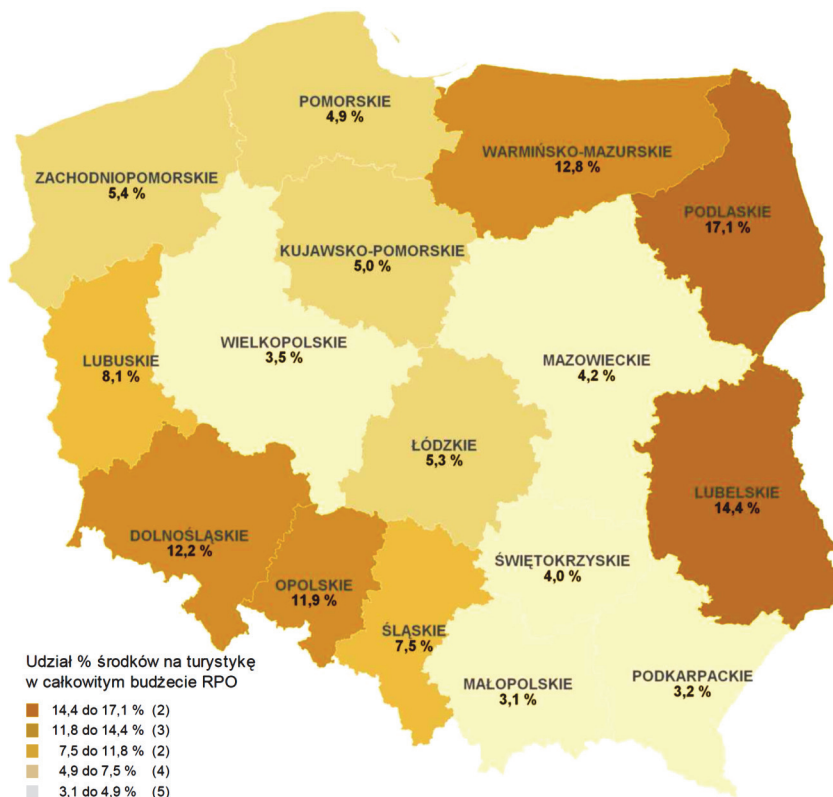 POMORSKIE
4,9 %
WARMIŃSKO-MAZURSKIE
12,8 %
ZACHODNIOPOMORSKIE
5,4 %
PODLASKIE
17,1 %
KUJAWSKO-POMORSKIE
5,0 %
WIELKOPOLSKIE
3,5 %
MAZOWIECKIE
4,2 %
LUBUSKIE
8,1 %
ŁÓDZKIE
5,3 %
LUBELSKIE
14,4 %
DOLNOŚLĄSKIE
12,2 %
ŚWIĘTOKRZYSKIE
4,0 %
OPOLSKIE
11,9 %
ŚLĄSKIE
7,5 %
PODKARPACKIE
3,2 %
MAŁOPOLSKIE
3,1 %
Udział % środków na turystykę
w całkowitym budżecie RPO
14,4 do 17,1 % (2)
11,8 do 14,4 % (3)
7,5 do 11,8 % (2)
4,9 do 7,5 % (4)
3,1 do 4,9 % (5)